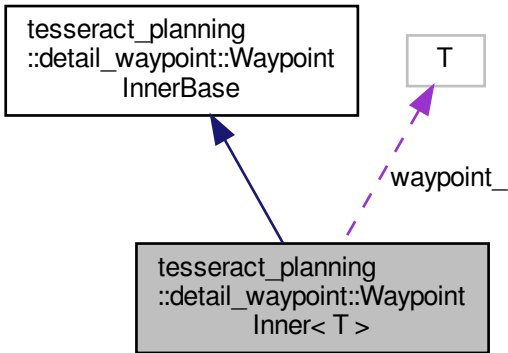 tesseract_planning
::detail_waypoint::Waypoint
InnerBase
T
waypoint_
tesseract_planning
::detail_waypoint::Waypoint
Inner< T >